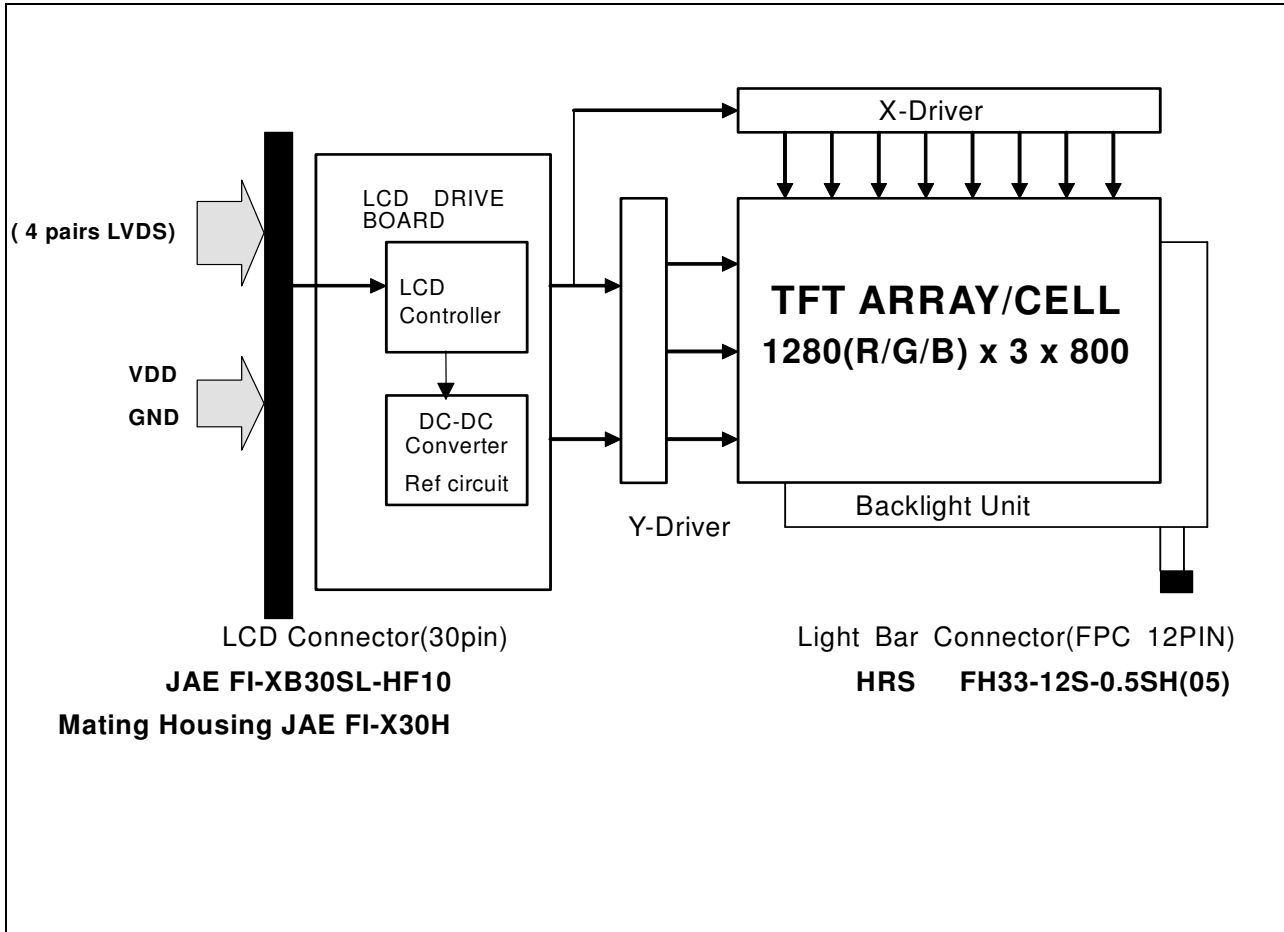 X-Driver
( 4 pairs LVDS)
VDD
GND
LCD DRIVE
BOARD
LCD
Controller
DC-DC
Converter
Ref circuit
Y-Driver
TFT ARRAY/CELL
1280(R/G/B) x 3 x 800
Backlight Unit
LCD Connector(30pin)
JAE FI-XB30SL-HF10
Mating Housing JAE FI-X30H
Light Bar Connector(FPC 12PIN)
HRS FH33-12S-0.5SH(05)